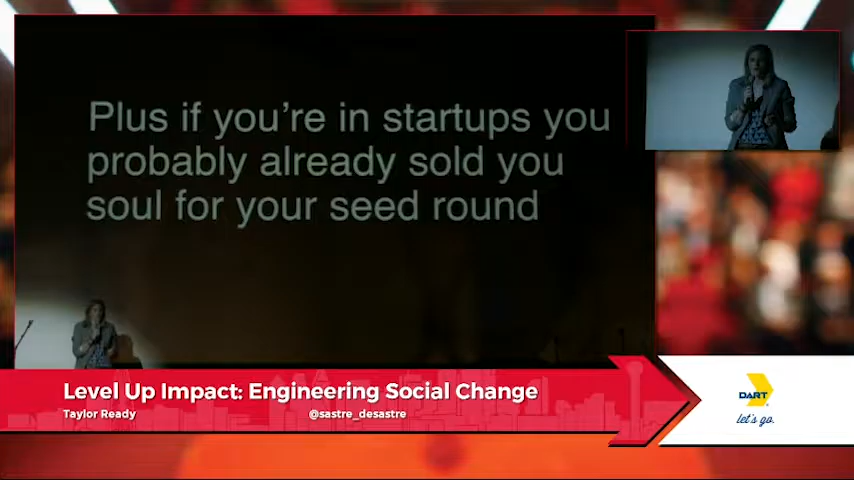 Plus if you're in startups you
probably already sold you
soul for your seed round
Level Up Impact: Engineering Social Change
Taylor Ready
@sastre_desastre
DART
let's go.